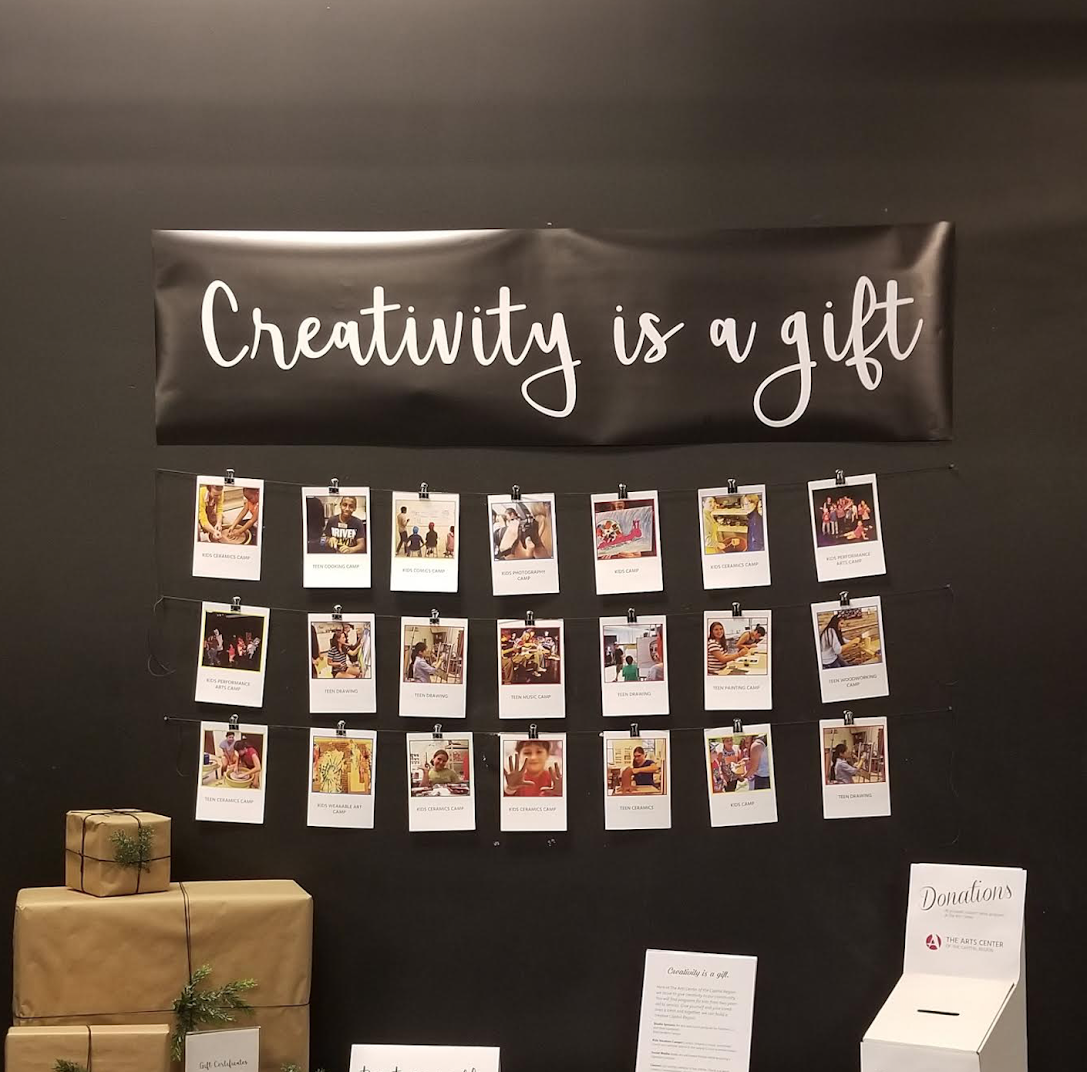 Creativity is a gift
KIDS CERAMICS CAMP
TEEN COOKING CAMP
KIDS COMICS CAMP
KIDS PHOTOGRAPHY
CAMP
KIDS CAMP
KIDS CERAMICS CAMP
KIDS PERFORMANCE
ARTS CAMP
KIDS PERFORMANCE
ARTS CAMP
TEEN DRAWING
TEEN DRAWING
TEEN MUSIC CAMP
TEEN DRAWING
TEEN PAINTING CAMP
TEEN WOODWORKING
CAMP
TEEN CERAMICS CAMP
KIDS WEARABLE ART
CAMP
KIDS CERAMICS CAMP
KIDS CERAMICS CAMP
TEEN CERAMICS
KIDS CAMP
TEEN DRAWING
Donations
THE ARTS CENTER
OF THE CAPITAL REGION
Creativity is a gift.
Gift Certificates